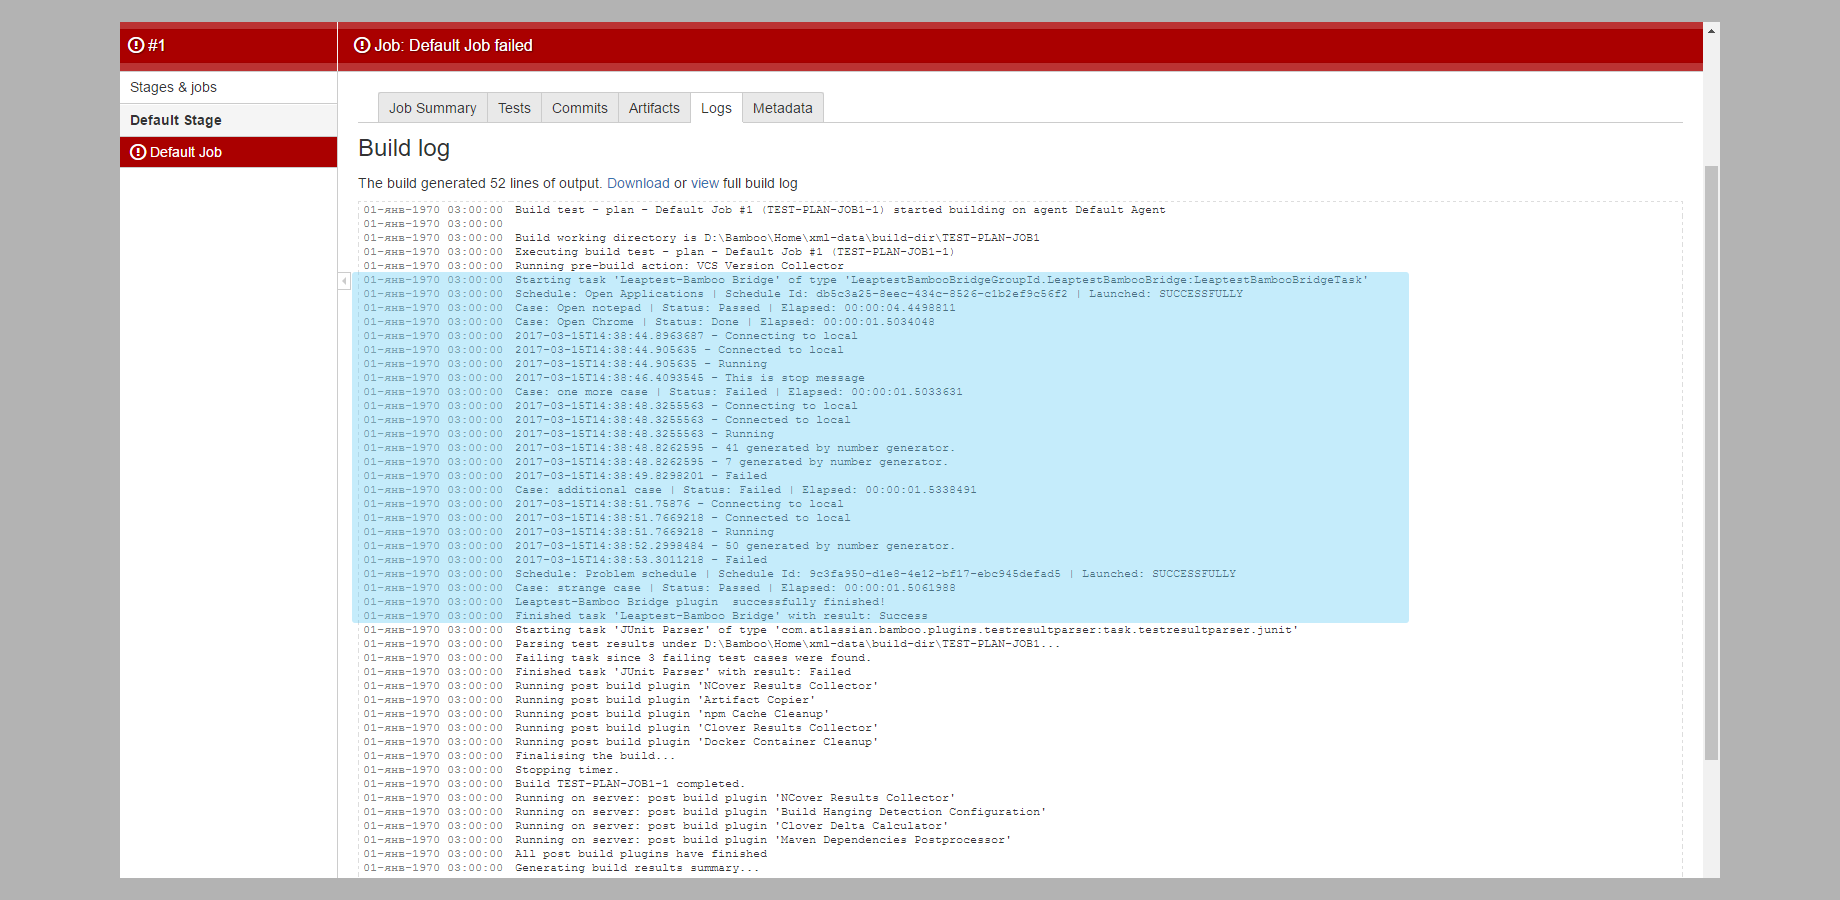 #1
Job: Default Job failed
Stages & jobs
Default Stage
Default Job
Job Summary Tests Commits Artifacts Logs Metadata
Build log
The build generated 52 lines of output. Download or view full build log
01-янв-1970 03:00:00 Build test - plan - Default Job #1 (TEST-PLAN-JOB1-1) started building on agent Default Agent
01-янв-1970 03:00:00
01-янв-1970 03:00:00 Build working directory is D:\Bamboo\Home\xml-data\build-dir\TEST-PLAN-JOB1
01-янв-1970 03:00:00 Executing build test - plan - Default Job #1 (TEST-PLAN-JOB1-1)
01-янв-1970 03:00:00 Running pre-build action: VCS Version Collector
01-янв-1970 03:00:00 Starting task 'Leaptest-Bamboo Bridge' of type 'LeaptestBambooBridgeGroupId.LeaptestBambooBridge:LeaptestBambooBridgeTask'
01-янв-1970 03:00:00 Schedule: Open Applications | Schedule Id: db5c3a25-8eec-434c-8526-c1b2ef9c56f2 | Launched: SUCCESSFULLY
01-янв-1970 03:00:00 Case: Open notepad | Status: Passed | Elapsed: 00:00:04.4498811
01-янв-1970 03:00:00 Case: Open Chrome | Status: Done | Elapsed: 00:00:01.5034048
01-янв-1970 03:00:00 2017-03-15T14:38:44.8963687 - Connecting to local
01-янв-1970 03:00:00 2017-03-15T14:38:44.905635 - Connected to local
01-янв-1970 03:00:00 2017-03-15T14:38:44.905635 - Running
01-янв-1970 03:00:00 2017-03-15T14:38:46.4093545 - This is stop message
01-янв-1970 03:00:00 Case: one more case | Status: Failed | Elapsed: 00:00:01.5033631
01-янв-1970 03:00:00 2017-03-15T14:38:48.3255563 - Connecting to local
01-янв-1970 03:00:00 2017-03-15T14:38:48.3255563 - Connected to local
01-янв-1970 03:00:00 2017-03-15T14:38:48.3255563 - Running
01-янв-1970 03:00:00 2017-03-15T14:38:48.8262595 - 41 generated by number generator.
01-янв-1970 03:00:00 2017-03-15T14:38:48.8262595 - 7 generated by number generator.
01-янв-1970 03:00:00 2017-03-15T14:38:49.8298201 - Failed
01-янв-1970 03:00:00 Case: additional case | Status: Failed | Elapsed: 00:00:01.5338491
01-янв-1970 03:00:00 2017-03-15T14:38:51.75876 - Connecting to local
01-янв-1970 03:00:00 2017-03-15T14:38:51.7669218 - Connected to local
01-янв-1970 03:00:00 2017-03-15T14:38:51.7669218 - Running
01-янв-1970 03:00:00 2017-03-15T14:38:52.2998484 - 50 generated by number generator.
01-янв-1970 03:00:00 2017-03-15T14:38:53.3011218 - Failed
01-янв-1970 03:00:00 Schedule: Problem schedule | Schedule Id: 9c3fa950-d1e8-4e12-bf17-ebc945defad5 | Launched: SUCCESSFULLY
01-янв-1970 03:00:00 Case: strange case | Status: Passed | Elapsed: 00:00:01.5061988
01-янв-1970 03:00:00 Leaptest-Bamboo Bridge plugin  successfully finished!
01-янв-1970 03:00:00 Finished task 'Leaptest-Bamboo Bridge' with result: Success
01-янв-1970 03:00:00 Starting task 'JUnit Parser' of type 'com.atlassian.bamboo.plugins.testresultparser:task.testresultparser.junit'
01-янв-1970 03:00:00 Parsing test results under D:\Bamboo\Home\xml-data\build-dir\TEST-PLAN-JOB1...
01-янв-1970 03:00:00 Failing task since 3 failing test cases were found.
01-янв-1970 03:00:00 Finished task 'JUnit Parser' with result: Failed
01-янв-1970 03:00:00 Running post build plugin 'NCover Results Collector'
01-янв-1970 03:00:00 Running post build plugin 'Artifact Copier'
01-янв-1970 03:00:00 Running post build plugin 'npm Cache Cleanup'
01-янв-1970 03:00:00 Running post build plugin 'Clover Results Collector'
01-янв-1970 03:00:00 Running post build plugin 'Docker Container Cleanup'
01-янв-1970 03:00:00 Finalising the build...
01-янв-1970 03:00:00 Stopping timer.
01-янв-1970 03:00:00 Build TEST-PLAN-JOB1-1 completed.
01-янв-1970 03:00:00 Running on server: post build plugin 'NCover Results Collector'
01-янв-1970 03:00:00 Running on server: post build plugin 'Build Hanging Detection Configuration'
01-янв-1970 03:00:00 Running on server: post build plugin 'Clover Delta Calculator'
01-янв-1970 03:00:00 Running on server: post build plugin 'Maven Dependencies Postprocessor'
01-янв-1970 03:00:00 All post build plugins have finished
01-янв-1970 03:00:00 Generating build results summary...